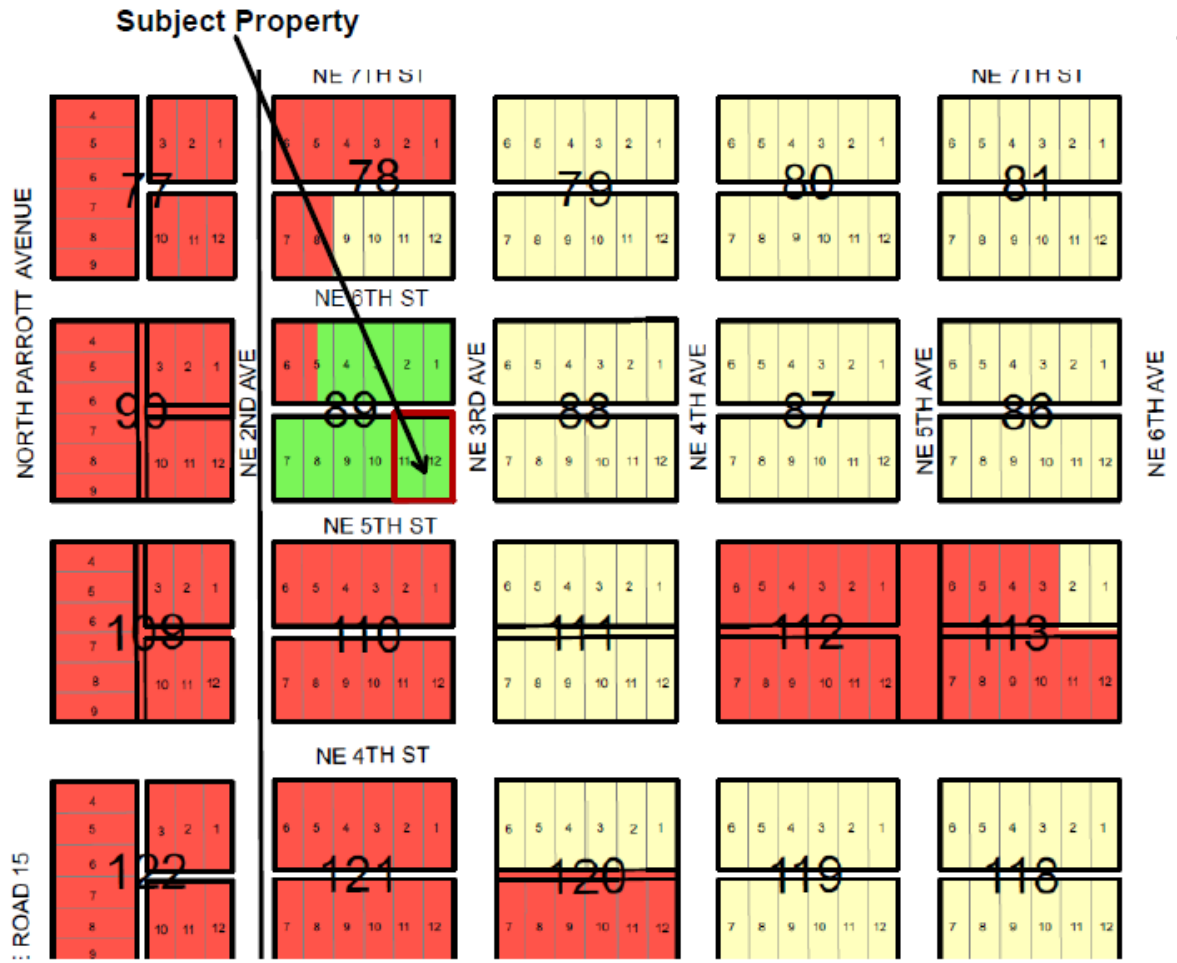 Subject Property
NE 7TH ST
NE 7TH ST
NORTH PARROTT AVENUE
4
5
6
7
8
9
3 2 1
77
10 11 12
6 5 4 3 2 1
78
7 8 9 10 11 12
6 5 4 3 2 1
79
7 8 9 10 11 12
6 5 4 3 2 1
80
7 8 9 10 11 12
6 5 4 3 2 1
81
7 8 9 10 11 12
NE 6TH ST
4
5
6
7
8
9
3 2 1
90
10 11 12
NE 2ND AVE
6 5 4 2 1
89
7 8 9 10 11 12
NE 3RD AVE
6 5 4 3 2 1
88
7 8 9 10 11 12
NE 4TH AVE
6 5 4 3 2 1
87
7 8 9 10 11 12
NE 5TH AVE
6 5 4 3 2 1
86
7 8 9 10 11 12
NE 6TH AVE
NE 5TH ST
4
5
6
7
8
9
3 2 1
109
10 11 12
6 5 4 3 2 1
110
7 8 9 10 11 12
6 5 4 3 2 1
111
7 8 9 10 11 12
6 5 4 3 2 1
112
7 8 9 10 11 12
6 5 4 3 2 1
113
7 8 9 10 11 12
NE 4TH ST
ROAD 15
4
5
6
7
8
9
3 2 1
122
10 11 12
6 5 4 3 2 1
121
7 8 9 10 11 12
6 5 4 3 2 1
120
7 8 9 10 11 12
6 5 4 3 2 1
119
7 8 9 10 11 12
6 5 4 3 2 1
118
7 8 9 10 11 12